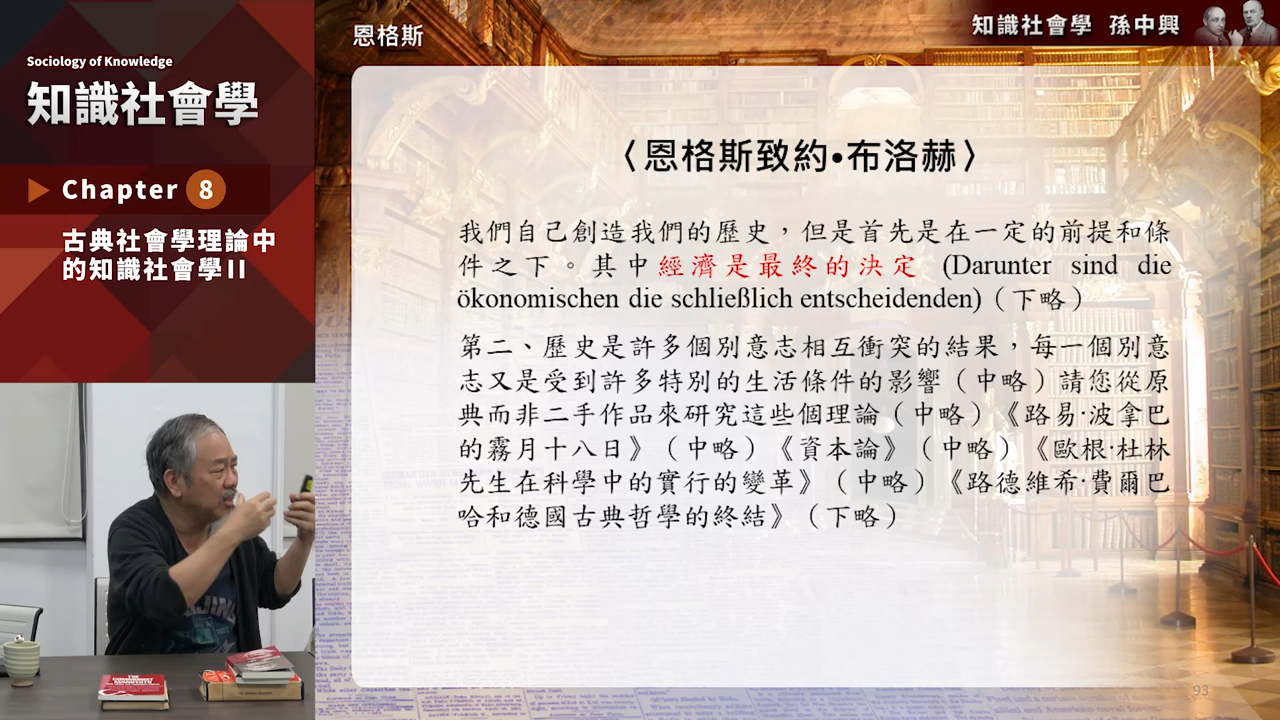 Sociology of Knowledge
知識社會學
Chapter 8
古典社會學理論中
的知識社會學II
恩格斯
知識社會學 孫中興
〈恩格斯致約•布洛赫〉
我們自己創造我們的歷史，但是首先是在一定的前提和條
件之下。其中經濟是最終的決定 (Darunter sind die
ökonomischen die schließlich entscheidenden)（下略）
第二、歷史是許多個別意志相互衝突的結果，每一個別意
志又是受到許多特別的生活條件的影響（中略）請您從原
典而非二手作品來研究這些個理論（中略）《路易·波拿巴
的霧月十八日》（中略）《資本論》（中略）《歐根·杜林
先生在科學中的實行的變革》（中略）《路德維希·費爾巴
哈和德國古典哲學的終結》（下略）
93